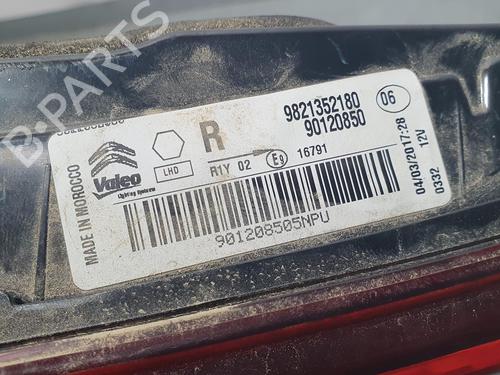 B-PARTS
MADE IN MOROCCO
Valeo
Lighting Systems
LHD
R
R1Y 02
E9
16791
9821352180
90120850
06
04/03/2017-28
6332 12V
901208505NPU